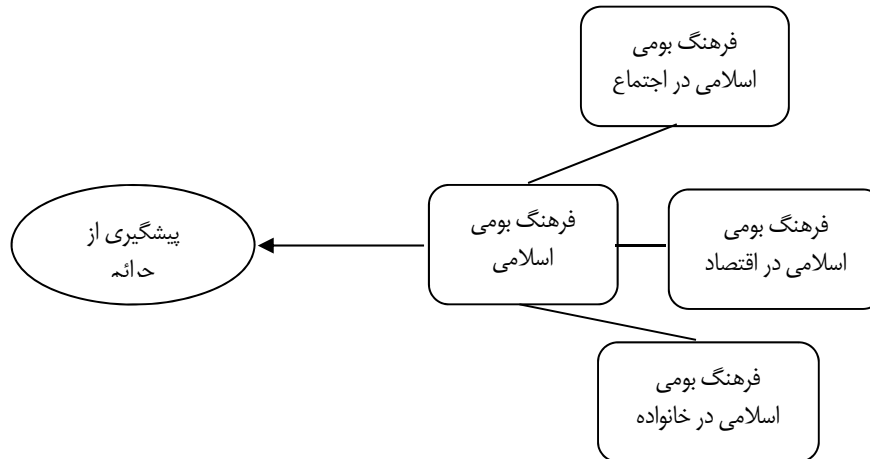 فرهنگ بومی
اسلامی در اجتماع
فرهنگ بومی
اسلامی در اقتصاد
فرهنگ بومی
اسلامی
پیشگیری از
جرائم
فرهنگ بومی
اسلامی در خانواده